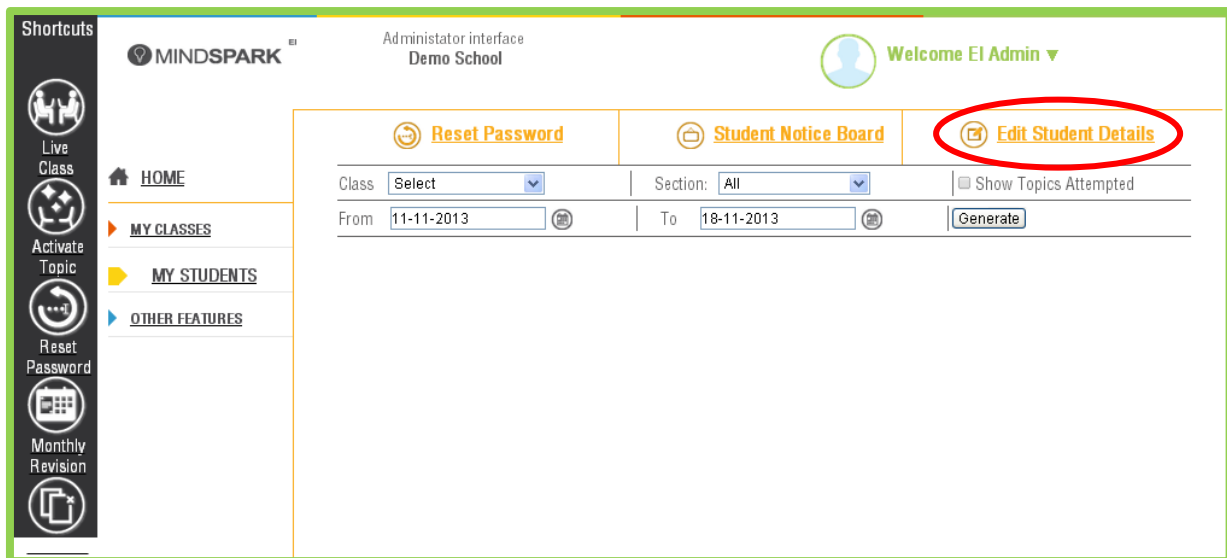 Shortcuts
Live
Class
Activate
Topic
Reset
Password
Monthly
Revision
MINDSPARK EI
Administator interface
Demo School
Welcome EI Admin ▼
HOME
MY CLASSES
MY STUDENTS
OTHER FEATURES
Reset Password
Student Notice Board
Edit Student Details
Class Select Section: All Show Topics Attempted
From 11-11-2013 To 18-11-2013 Generate